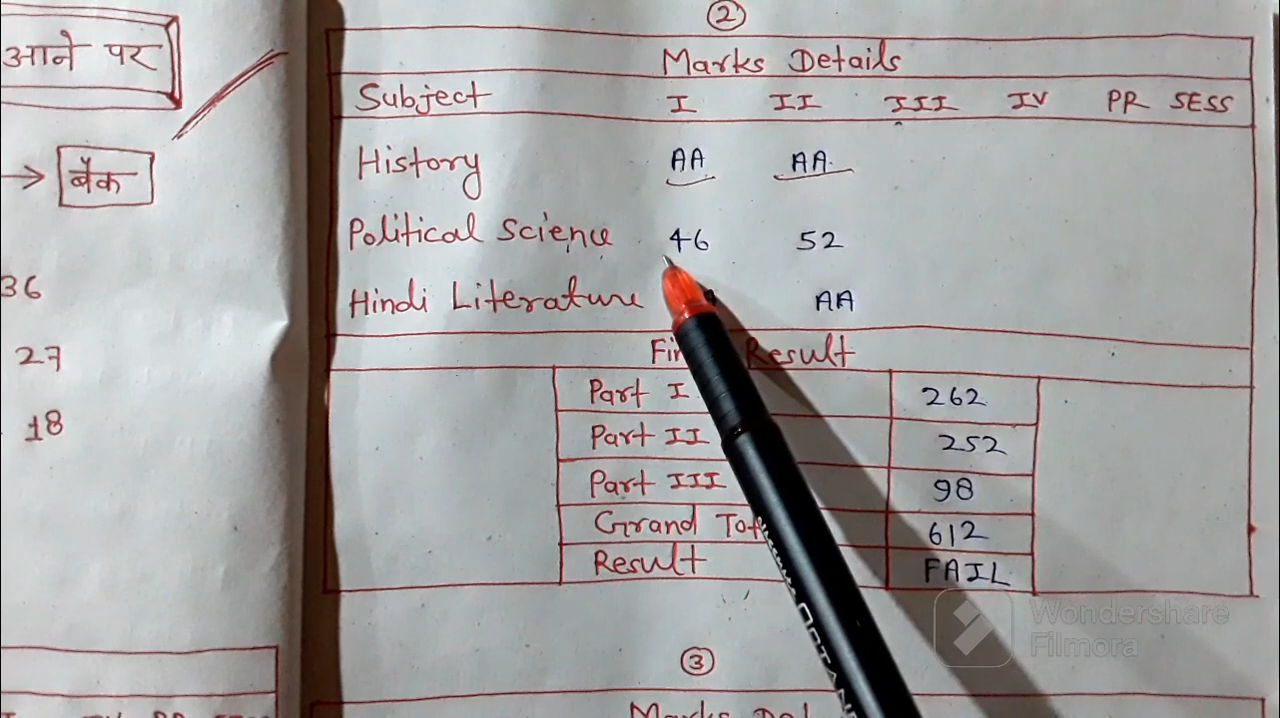 आने पर
बैंक
36
27
18
②
Marks Details
Subject I II III IV PR SESS
History AA AA
Political Science 46 52
Hindi Literature AA
Result
Part I 262
Part II 252
Part III 98
Grand 612
Result FAIL
Wondershare
Filmora
③
Marks
PR